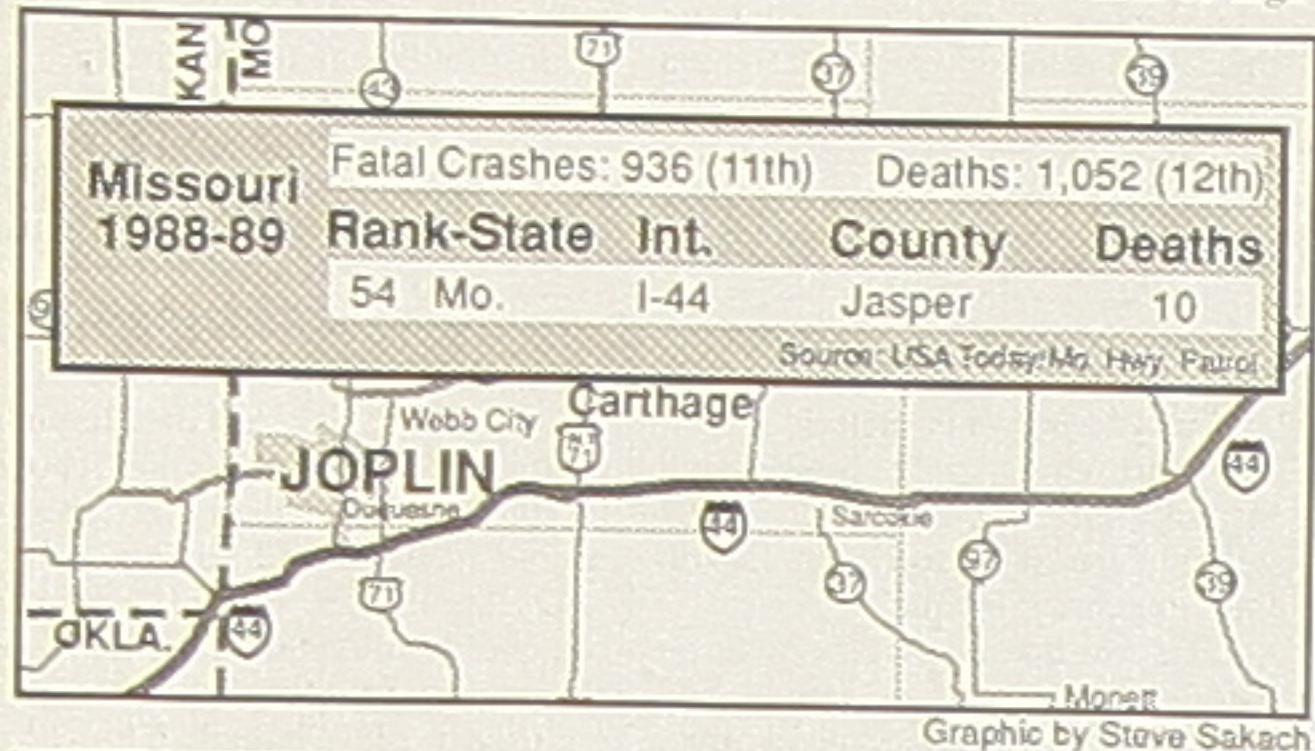 KAN
MO
43
71
37
39
Missouri
1988-89
Fatal Crashes: 936 (11th) Deaths: 1,052 (12th)
Rank-State Int. County Deaths
54 Mo. I-44 Jasper 10
Source: USA Today/Mo. Hwy. Patrol
Webb City
Carthage
71
JOPLIN
44
Duquesne
44
Sarcoxie
71
37
97
39
OKLA.
44
Monett
Graphic by Steve Sakach